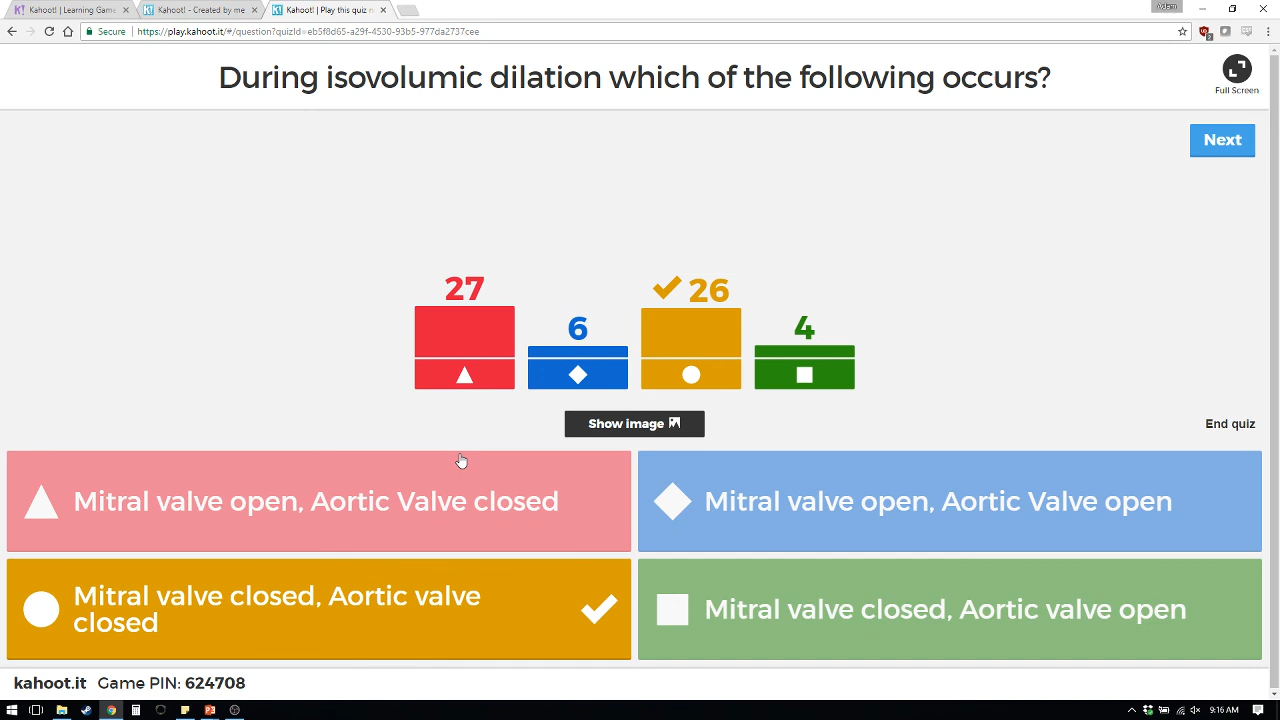 Kahoot! | Learning Game
Kahoot! - Created by me
Kahoot! | Play this quiz n
Adam
Secure
https://play.kahoot.it/#/question?quizId=eb5f8d65-a29f-4530-93b5-977da2737cee
During isovolumic dilation which of the following occurs?
Full Screen
Next
27
6
26
4
Show image
End quiz
Mitral valve open, Aortic Valve closed
Mitral valve open, Aortic Valve open
Mitral valve closed, Aortic valve
closed
Mitral valve closed, Aortic valve open
kahoot.it Game PIN: 624708
9:16 AM